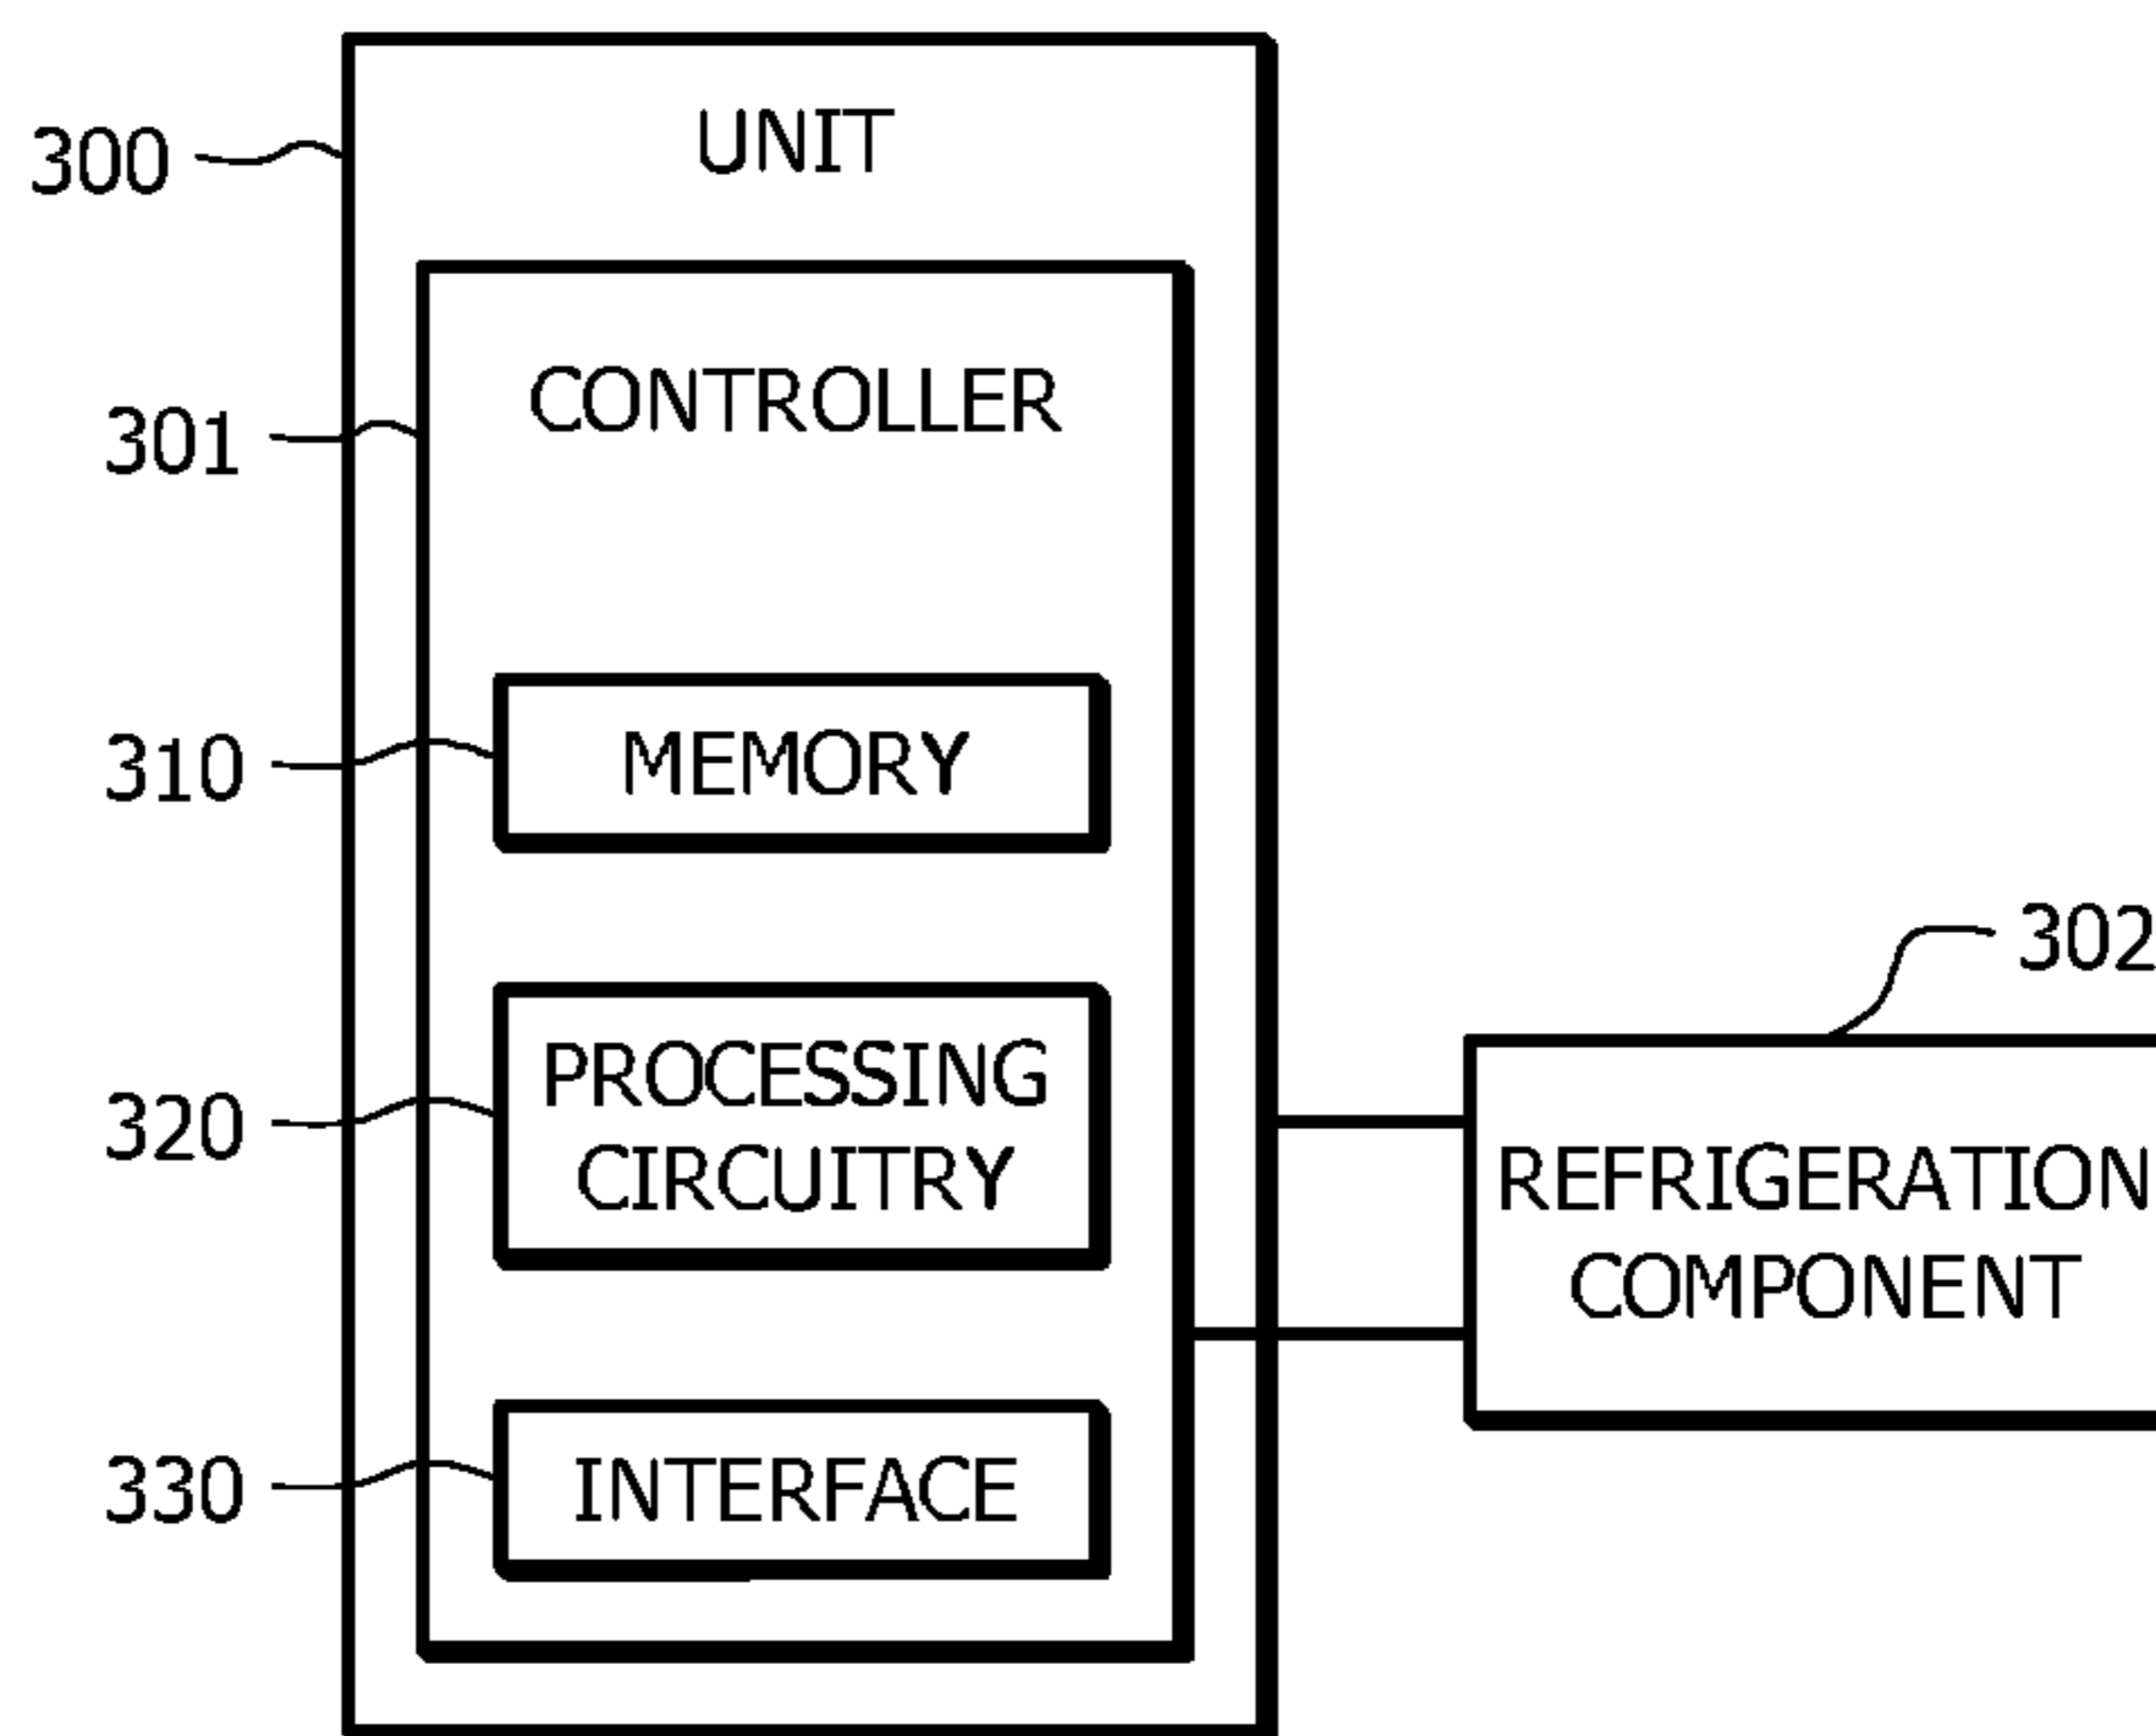 UNIT
300
CONTROLLER
301
MEMORY
310
302
PROCESSING
CIRCUITRY
320
REFRIGERATION
COMPONENT
INTERFACE
330